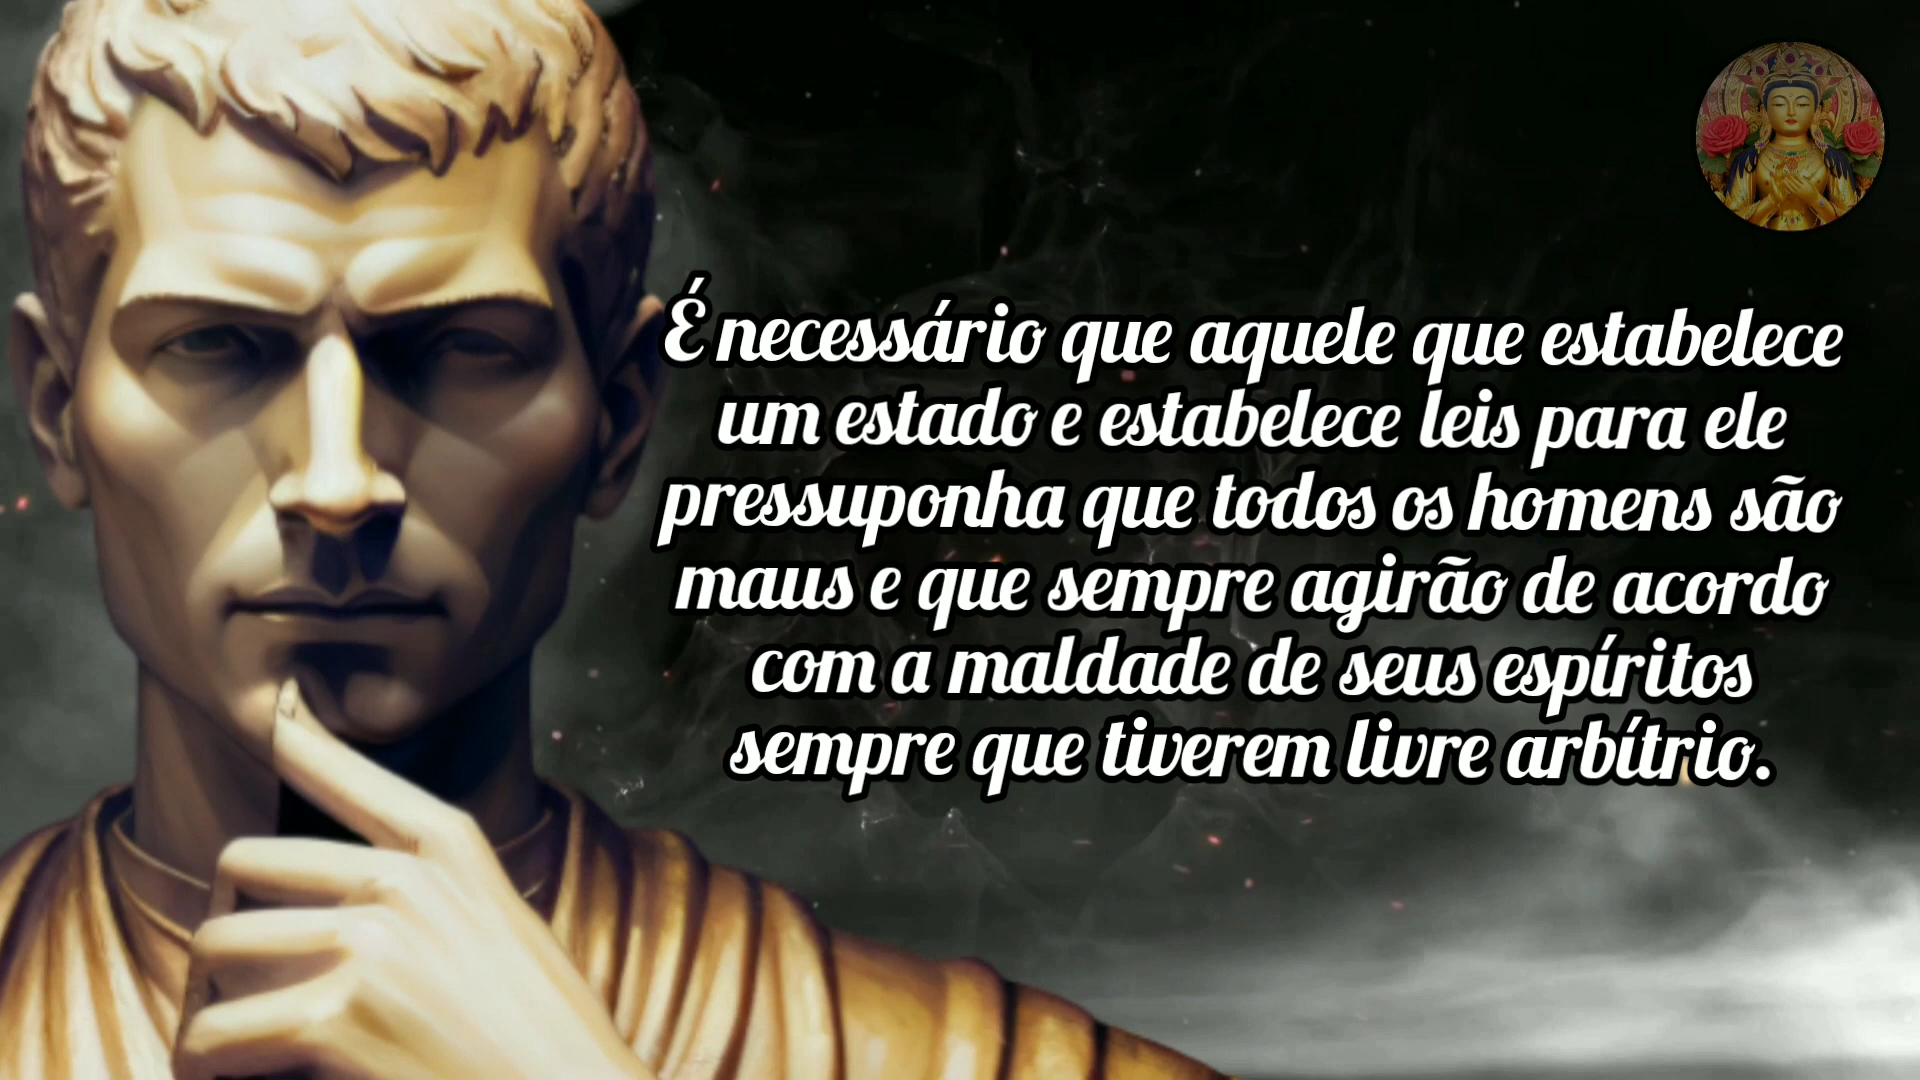 É necessário que aquele que estabelece
um estado e estabelece leis para ele
pressuponha que todos os homens são
maus e que sempre agirão de acordo
com a maldade de seus espíritos
sempre que tiverem livre arbítrio.